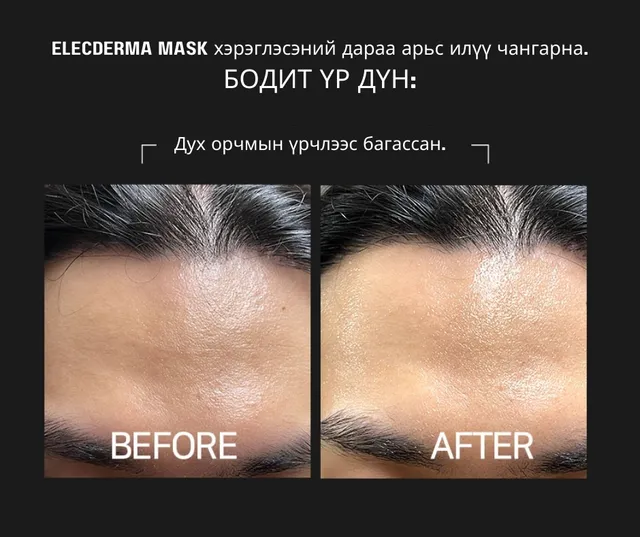 ELECDERMA MASK хэрэглэсэний дараа арьс илүү чангарна.
БОДИТ ҮР ДҮН:
Дух орчмын үрчлээс багассан.
BEFORE
AFTER